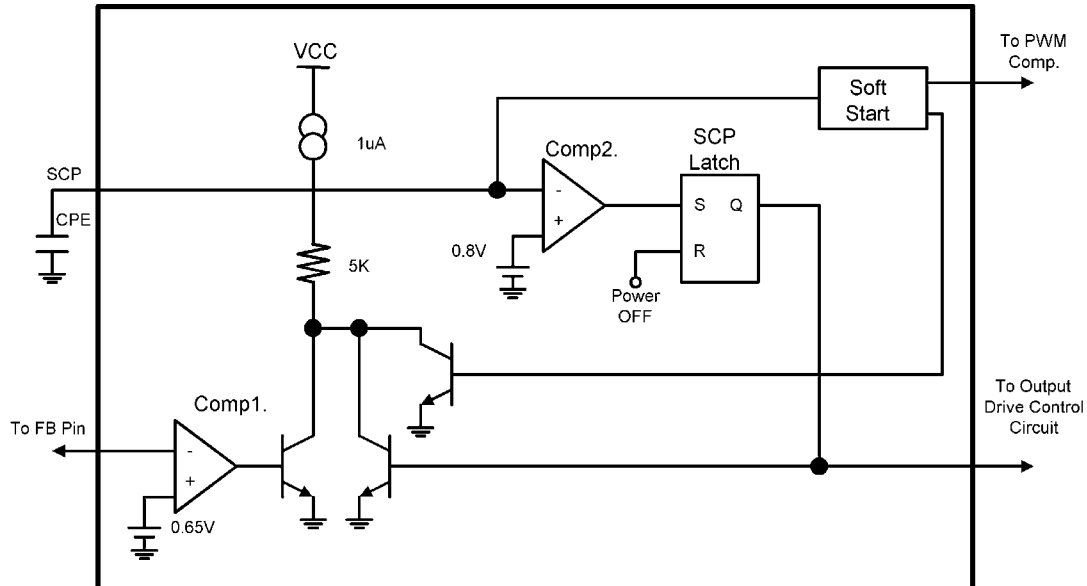 VCC
To PWM
Comp.
Soft
Start
1uA
Comp2.
SCP
Latch
SCP
CPE
-
+
S Q
R
0.8V
Power
OFF
5K
To Output
Drive Control
Circuit
Comp1.
To FB Pin
-
+
0.65V